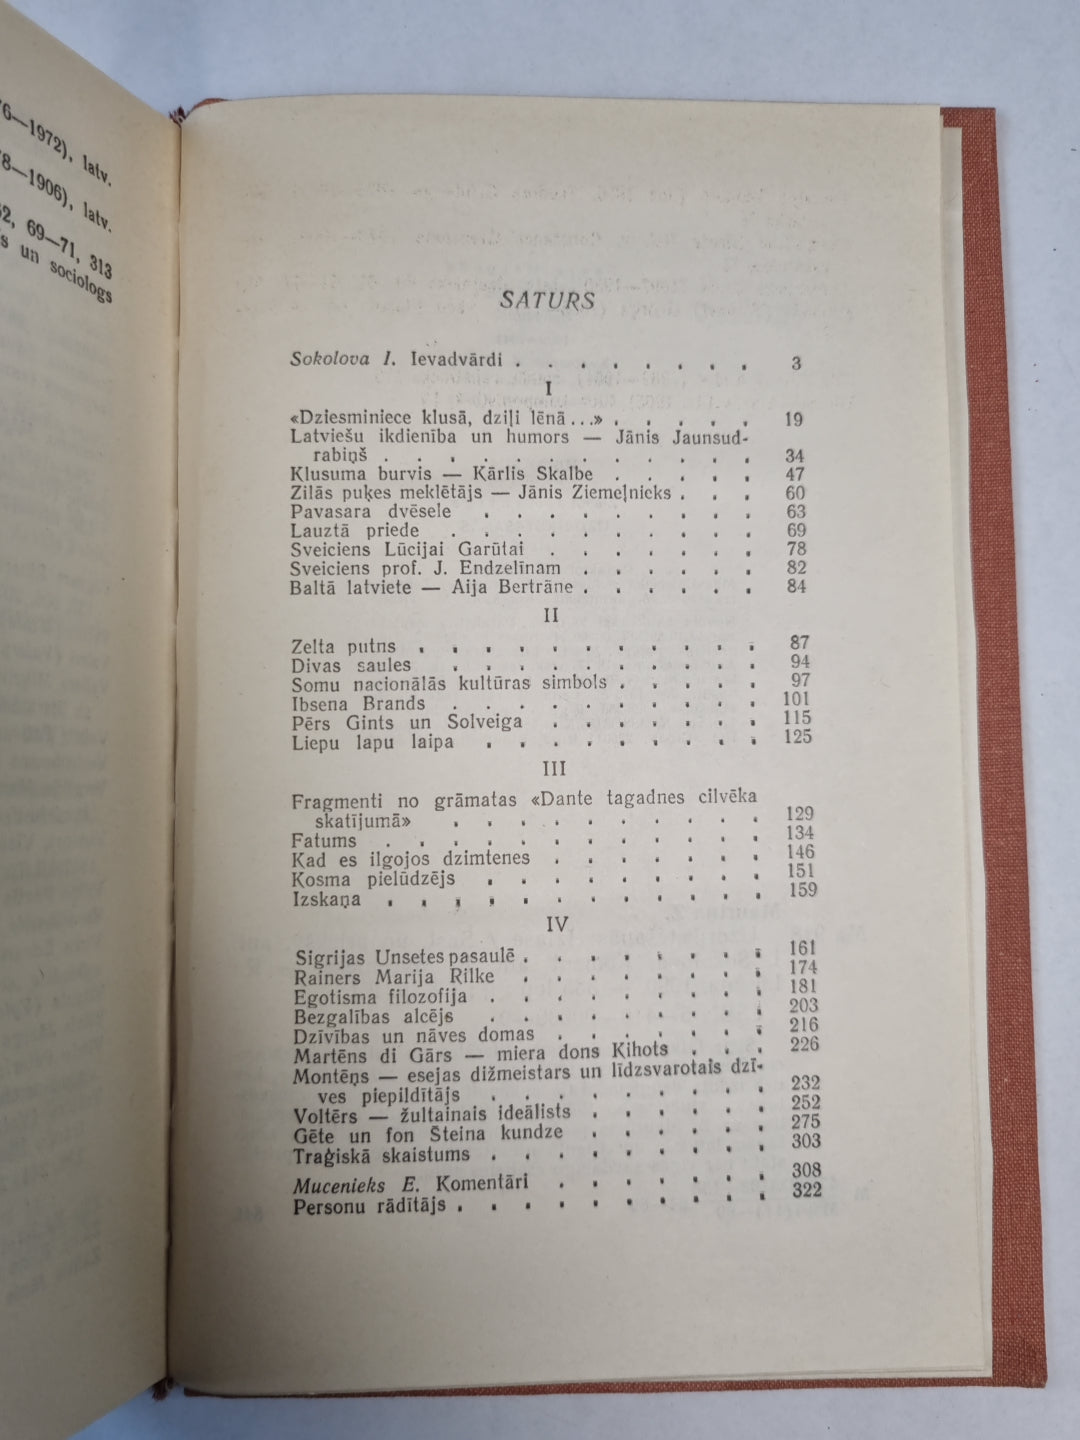 76—1972), latv.
78—1906), latv.
62, 69—71, 313
un sociologs
SATURS
Sokolova I. Ievadvārdi . . . . . . . . 3
I
«Dziesminiece klusā, dziļi lēnā...» . . . . . 19
Latviešu ikdienība un humors — Jānis Jaunsud-
rabiņš . . . . . . . . . . . . 34
Klusuma burvis — Kārlis Skalbe . . . . . 47
Zilās puķes meklētājs — Jānis Ziemeļnieks . . . 60
Pavasara dvēsele . . . . . . . . . 63
Lauztā priede . . . . . . . . . . 69
Sveiciens Lūcijai Garūtai . . . . . . . 78
Sveiciens prof. J. Endzelīnam . . . . . . 82
Baltā latviete — Aija Bertrāne . . . . . . 84
II
Zelta putns . . . . . . . . . . . 87
Divas saules . . . . . . . . . . 94
Somu nacionālās kultūras simbols . . . . . 97
Ibsena Brands . . . . . . . . . . 101
Pērs Gints un Solveiga . . . . . . . 115
Liepu lapu laipa . . . . . . . . . 125
III
Fragmenti no grāmatas «Dante tagadnes cilvēka
skatījumā» . . . . . . . . . . 129
Fatums . . . . . . . . . . . . 134
Kad es ilgojos dzimtenes . . . . . . . 146
Kosma pielūdzējs . . . . . . . . . 151
Izskaņa . . . . . . . . . . . . 159
IV
Sigrijas Unsetes pasaulē . . . . . . . . 161
Rainers Marija Rilke . . . . . . . . 174
Egotisma filozofija . . . . . . . . . 181
Bezgalības alcējs . . . . . . . . . 203
Dzīvības un nāves domas . . . . . . . 216
Martēns di Gārs — miera dons Ķihots . . . 226
Montēņs — esejas dižmeistars un līdzsvarotais dzī-
ves piepildītājs . . . . . . . . . 232
Voltērs — žultainais ideālists . . . . . . 252
Gēte un fon Šteina kundze . . . . . . 275
Traģiskā skaistums . . . . . . . . . 303
Mucenieks E. Komentāri . . . . . . . 308
Personu rādītājs . . . . . . . . . . 322